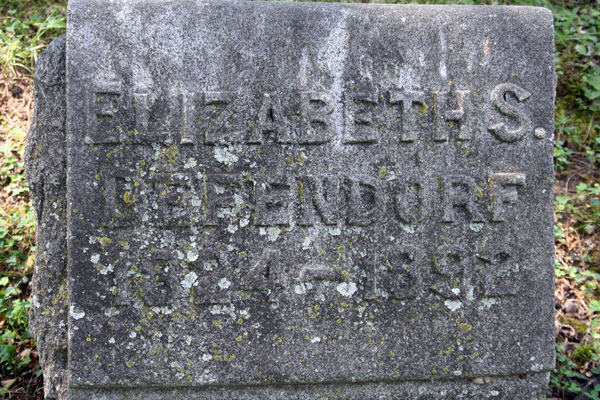 ELIZABETH S.
DEFENDORF
1824 – 1892